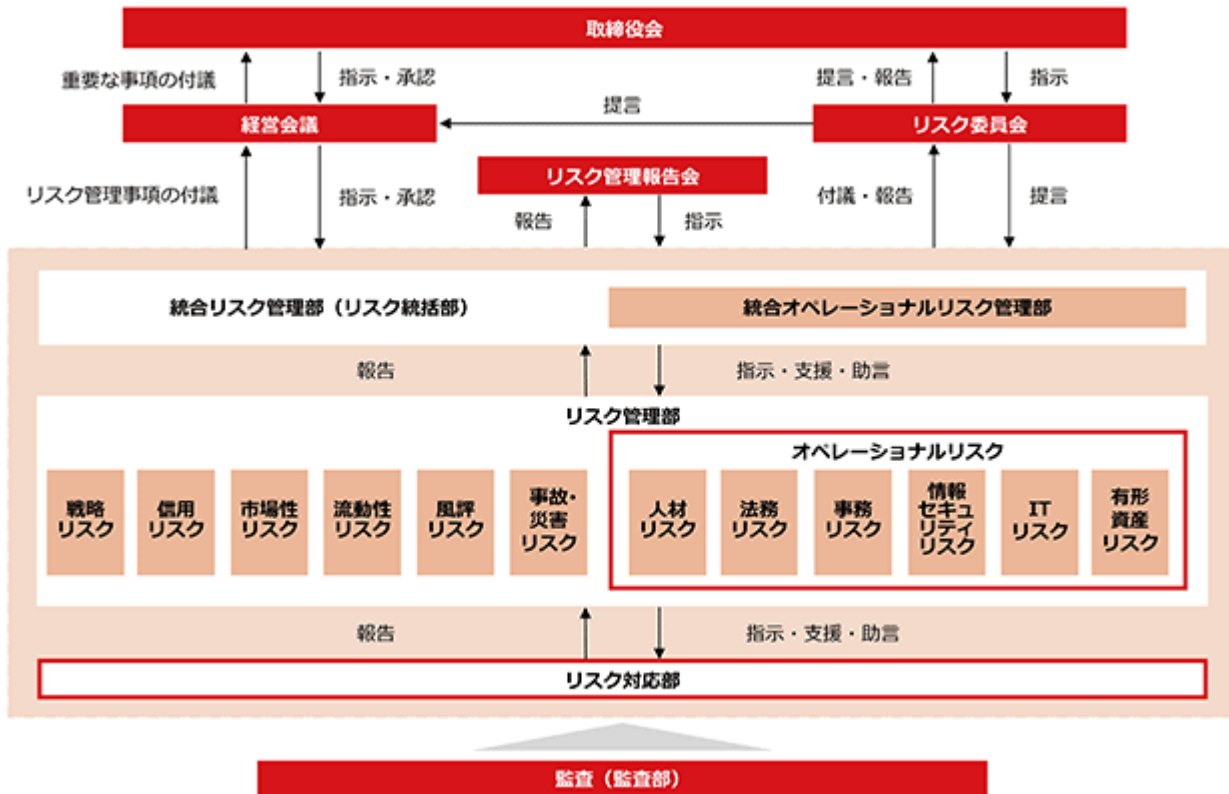 取締役会
重要な事項の付議
指示・承認
提言・報告
指示
提言
経営会議
リスク委員会
リスク管理報告会
リスク管理事項の付議
指示・承認
報告
指示
付議・報告
提言
統合リスク管理部（リスク統括部）
統合オペレーショナルリスク管理部
報告
指示・支援・助言
リスク管理部
オペレーショナルリスク
戦略
リスク
信用
リスク
市場性
リスク
流動性
リスク
風評
リスク
事故・
災害
リスク
人材
リスク
法務
リスク
事務
リスク
情報
セキュ
リティ
リスク
IT
リスク
有形
資産
リスク
報告
指示・支援・助言
リスク対応部
監査（監査部）